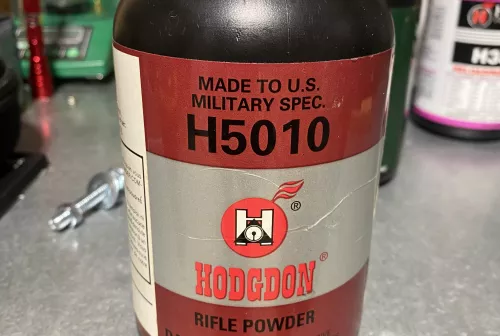 MADE TO U.S.
MILITARY SPEC.
H5010
H
®
HODGDON®
RIFLE POWDER